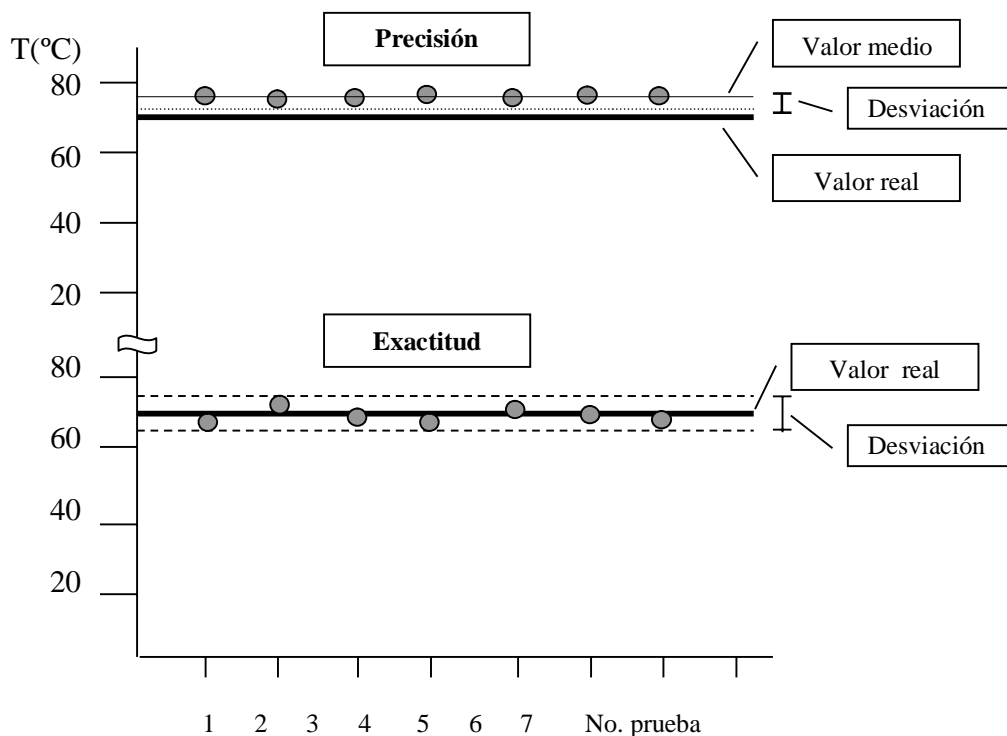 Precisión
T(ºC)
Valor medio
80
Desviación
60
Valor real
40
20
Exactitud
Valor real
80
60
Desviación
40
20
1 2 3 4 5 6 7 No. prueba